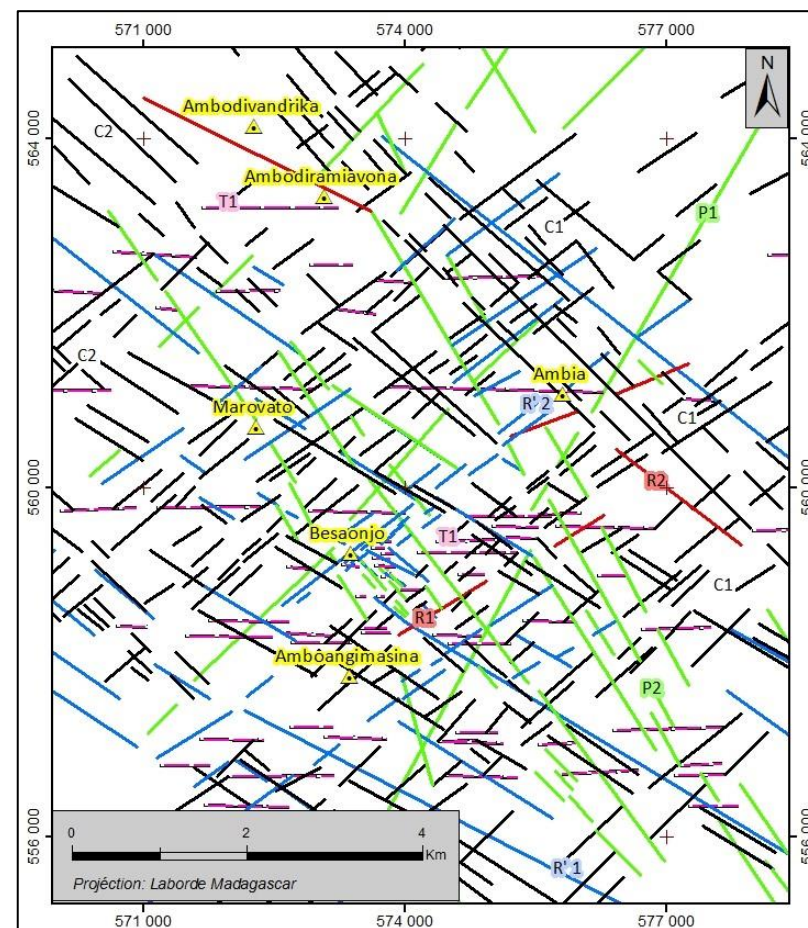 571 000 574 000 577 000
N
Ambodivandrika
C2
564 000 564 000
Ambodiramiavona
T1
P1
C1
C2
Ambia
R' 2
Marovato
C1
560 000 560 000
R2
Besaonjo
T1
C1
R1
Amboangimasina
P2
0 2 4
Km
556 000 556 000
Projéction: Laborde Madagascar
R' 1
571 000 574 000 577 000